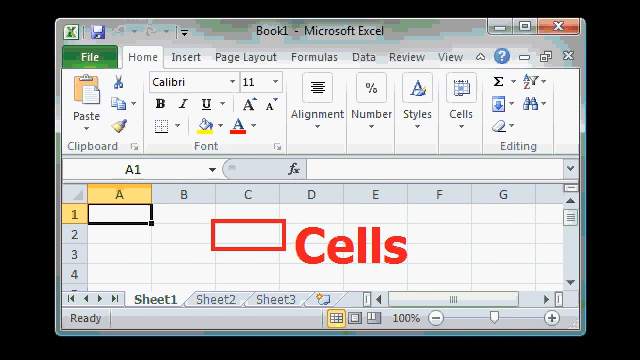 Book1 - Microsoft Excel
File Home Insert Page Layout Formulas Data Review View
Calibri 11
Paste B I U A A Alignment Number Styles Cells
Clipboard Font Editing
A1 fx
A B C D E F G
1
2
Cells
3
4
Sheet1 Sheet2 Sheet3
Ready 100%